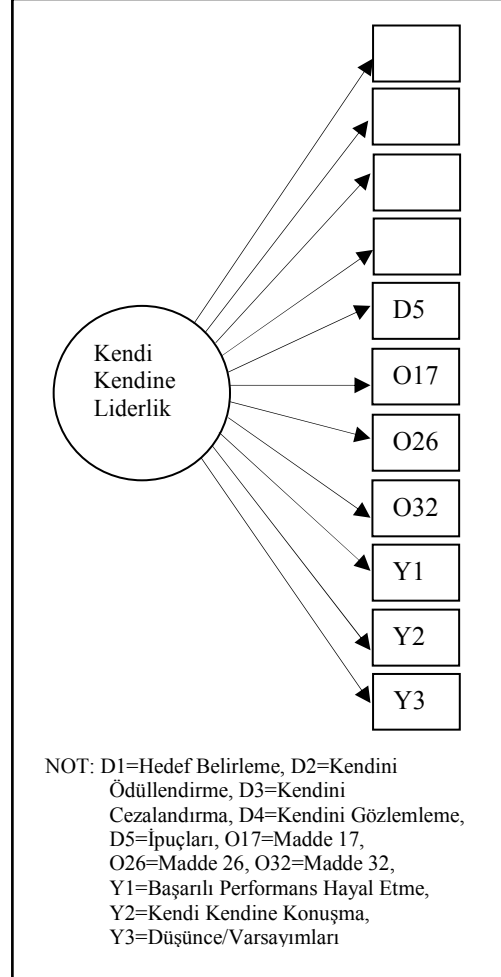 Kendi
Kendine
Liderlik
D5
O17
O26
O32
Y1
Y2
Y3
NOT: D1=Hedef Belirleme, D2=Kendini
Ödüllendirme, D3=Kendini
Cezalandırma, D4=Kendini Gözlemleme,
D5=İpuçları, O17=Madde 17,
O26=Madde 26, O32=Madde 32,
Y1=Başarılı Performans Hayal Etme,
Y2=Kendi Kendine Konuşma,
Y3=Düşünce/Varsayımları